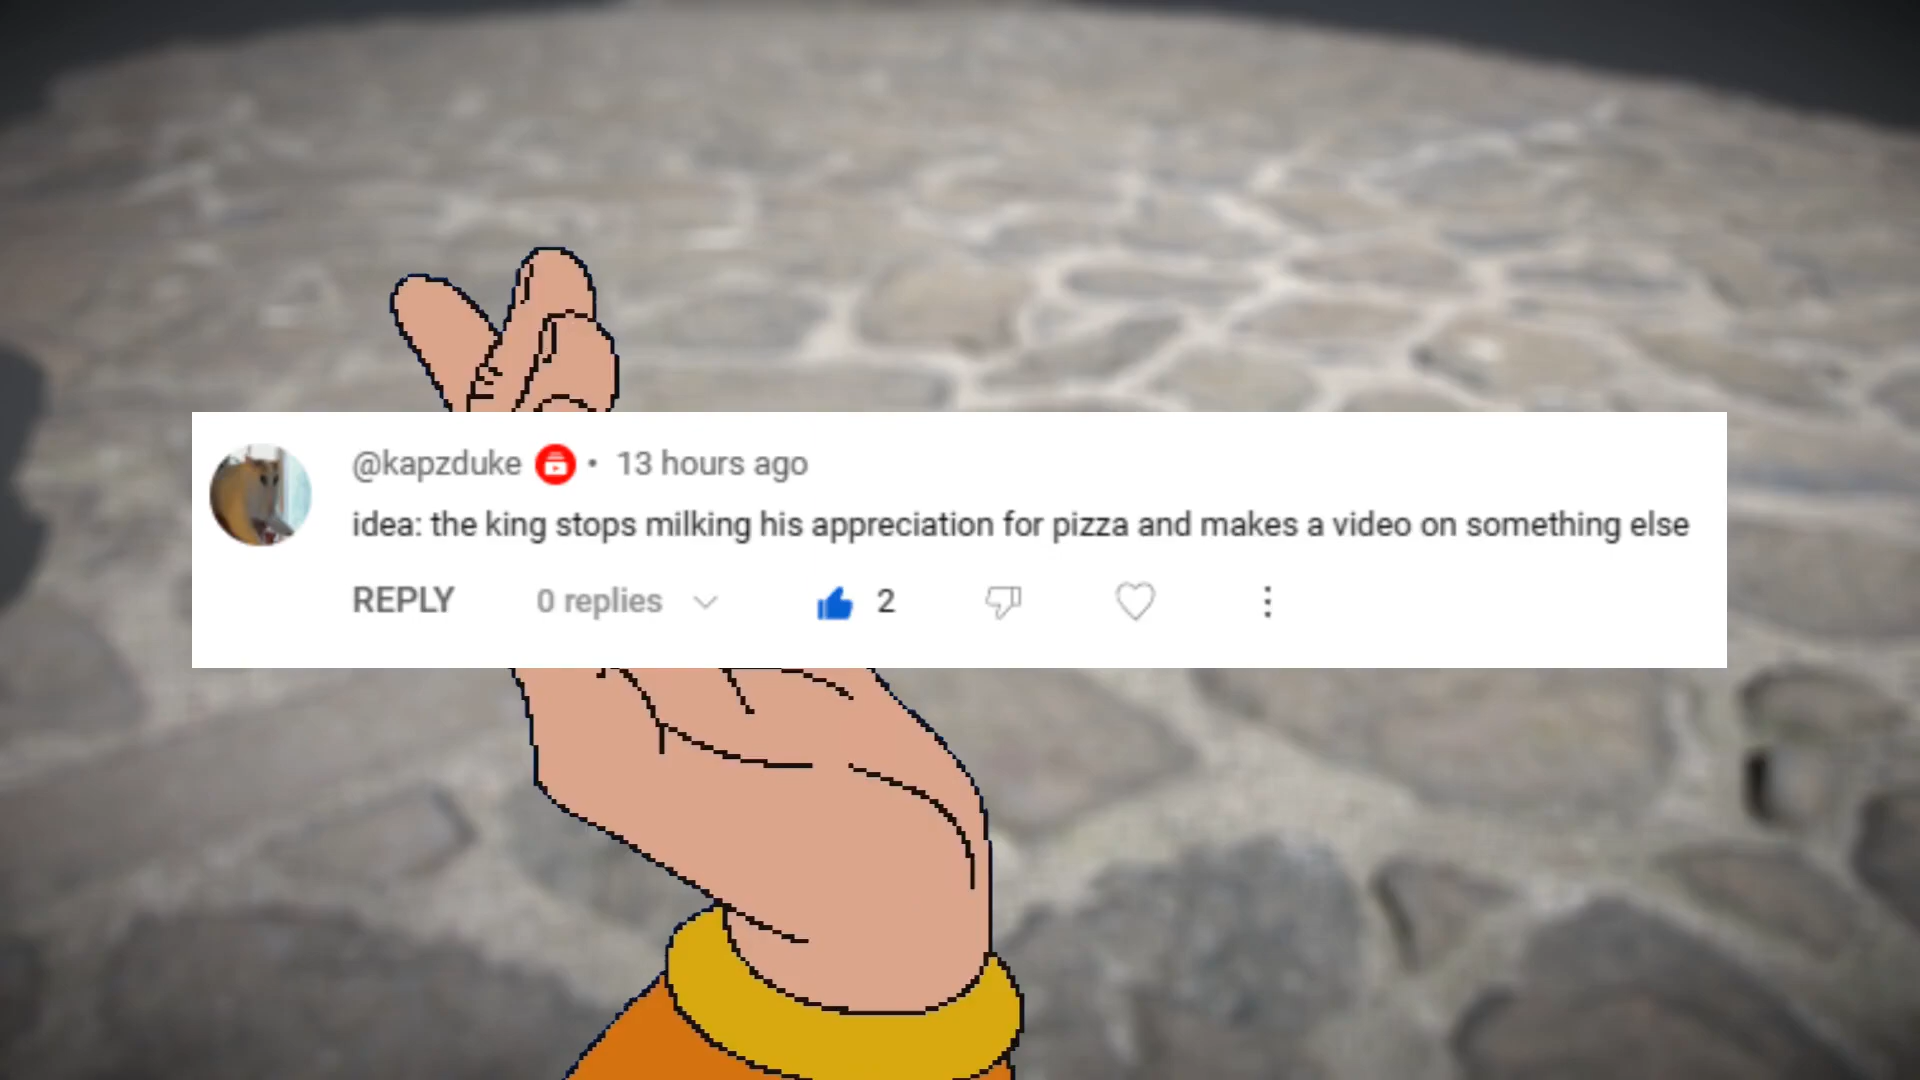 @kapzduke • 13 hours ago
idea: the king stops milking his appreciation for pizza and makes a video on something else
REPLY 0 replies 2